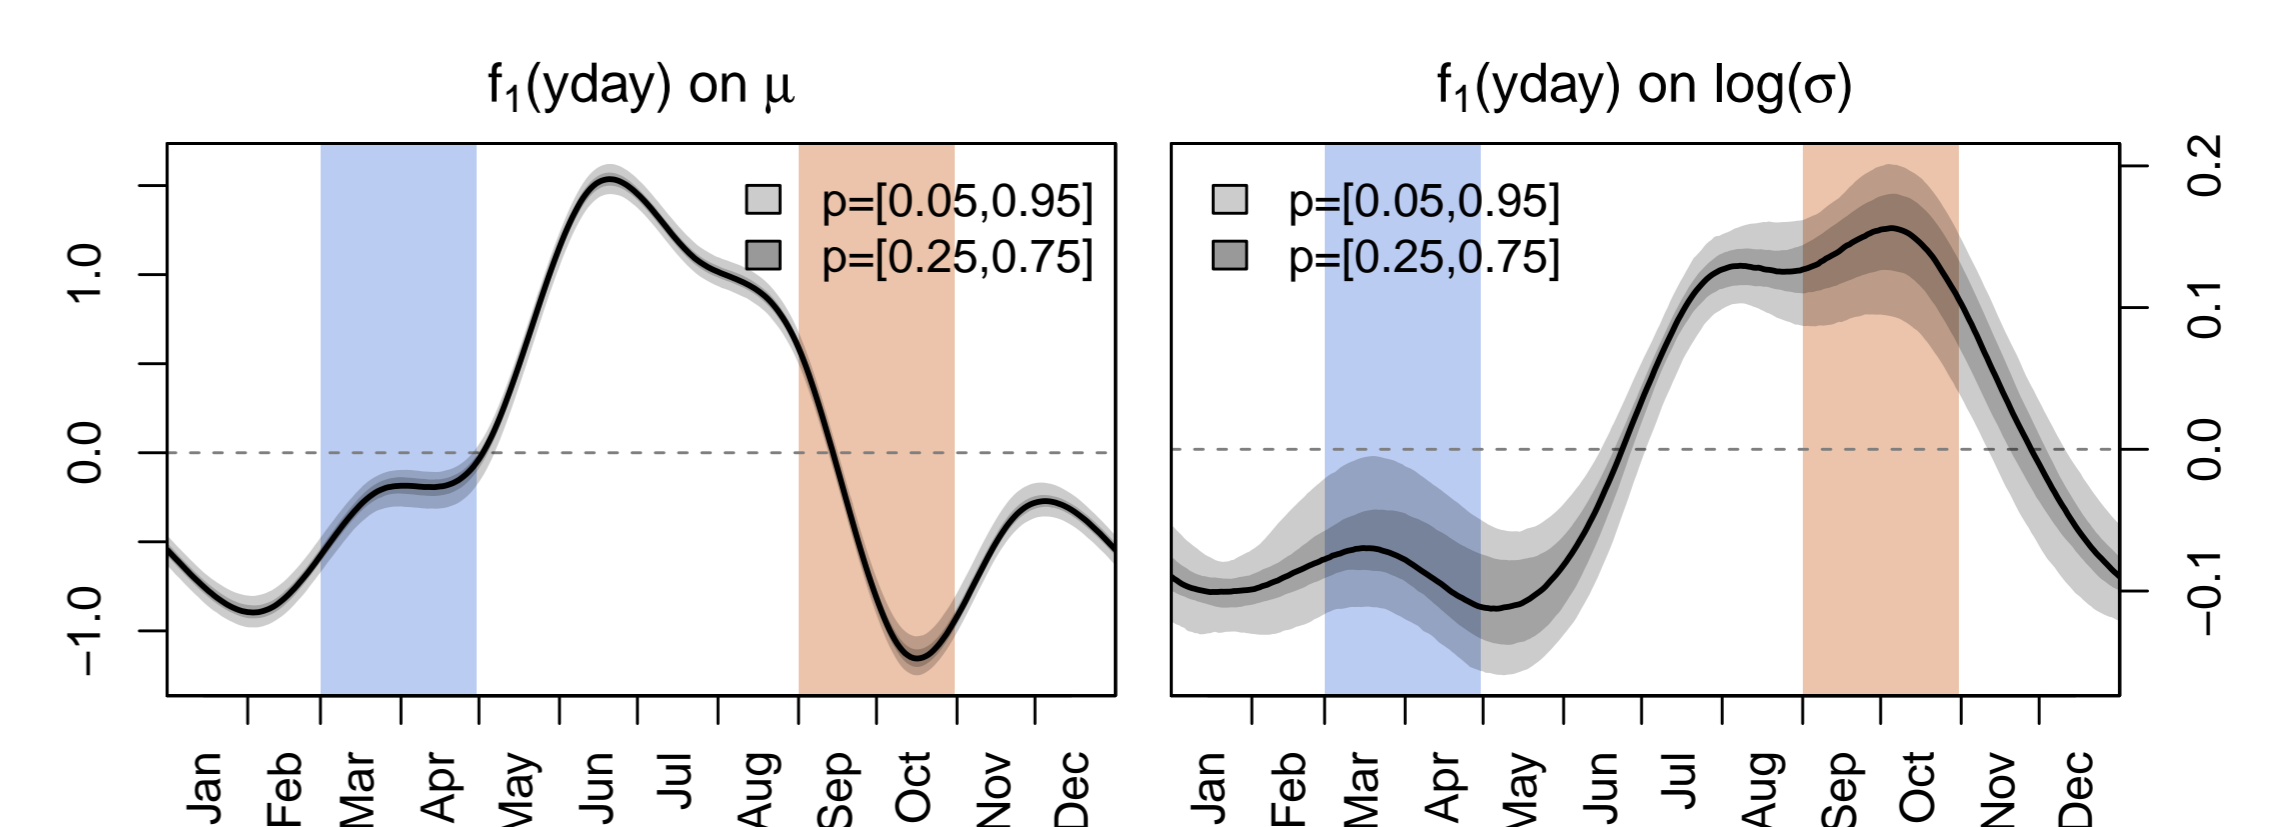 f₁(yday) on μ
f₁(yday) on log(σ)
p=[0.05,0.95]
p=[0.25,0.75]
p=[0.05,0.95]
p=[0.25,0.75]
1.0
0.0
−1.0
0.2
0.1
0.0
−0.1
Jan Feb Mar Apr May Jun Jul Aug Sep Oct Nov Dec
Jan Feb Mar Apr May Jun Jul Aug Sep Oct Nov Dec